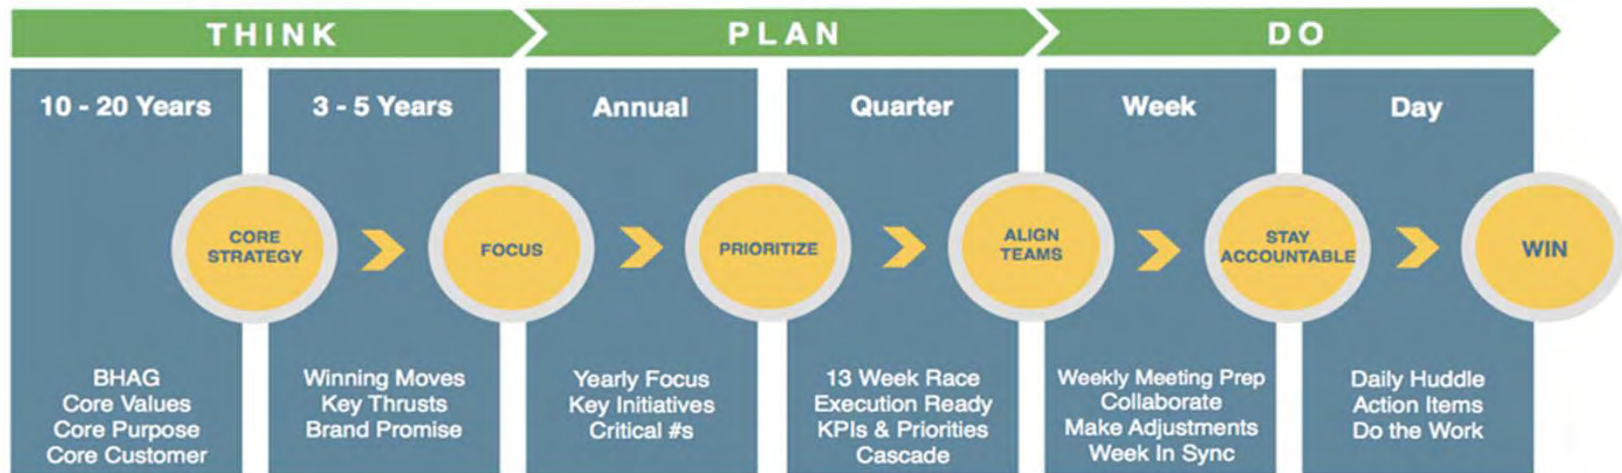 THINK
PLAN
DO
10 - 20 Years
3 - 5 Years
Annual
Quarter
Week
Day
CORE
STRATEGY
FOCUS
PRIORITIZE
ALIGN
TEAMS
STAY
ACCOUNTABLE
WIN
BHAG
Core Values
Core Purpose
Core Customer
Winning Moves
Key Thrusts
Brand Promise
Yearly Focus
Key Initiatives
Critical #s
13 Week Race
Execution Ready
KPIs & Priorities
Cascade
Weekly Meeting Prep
Collaborate
Make Adjustments
Week In Sync
Daily Huddle
Action Items
Do the Work